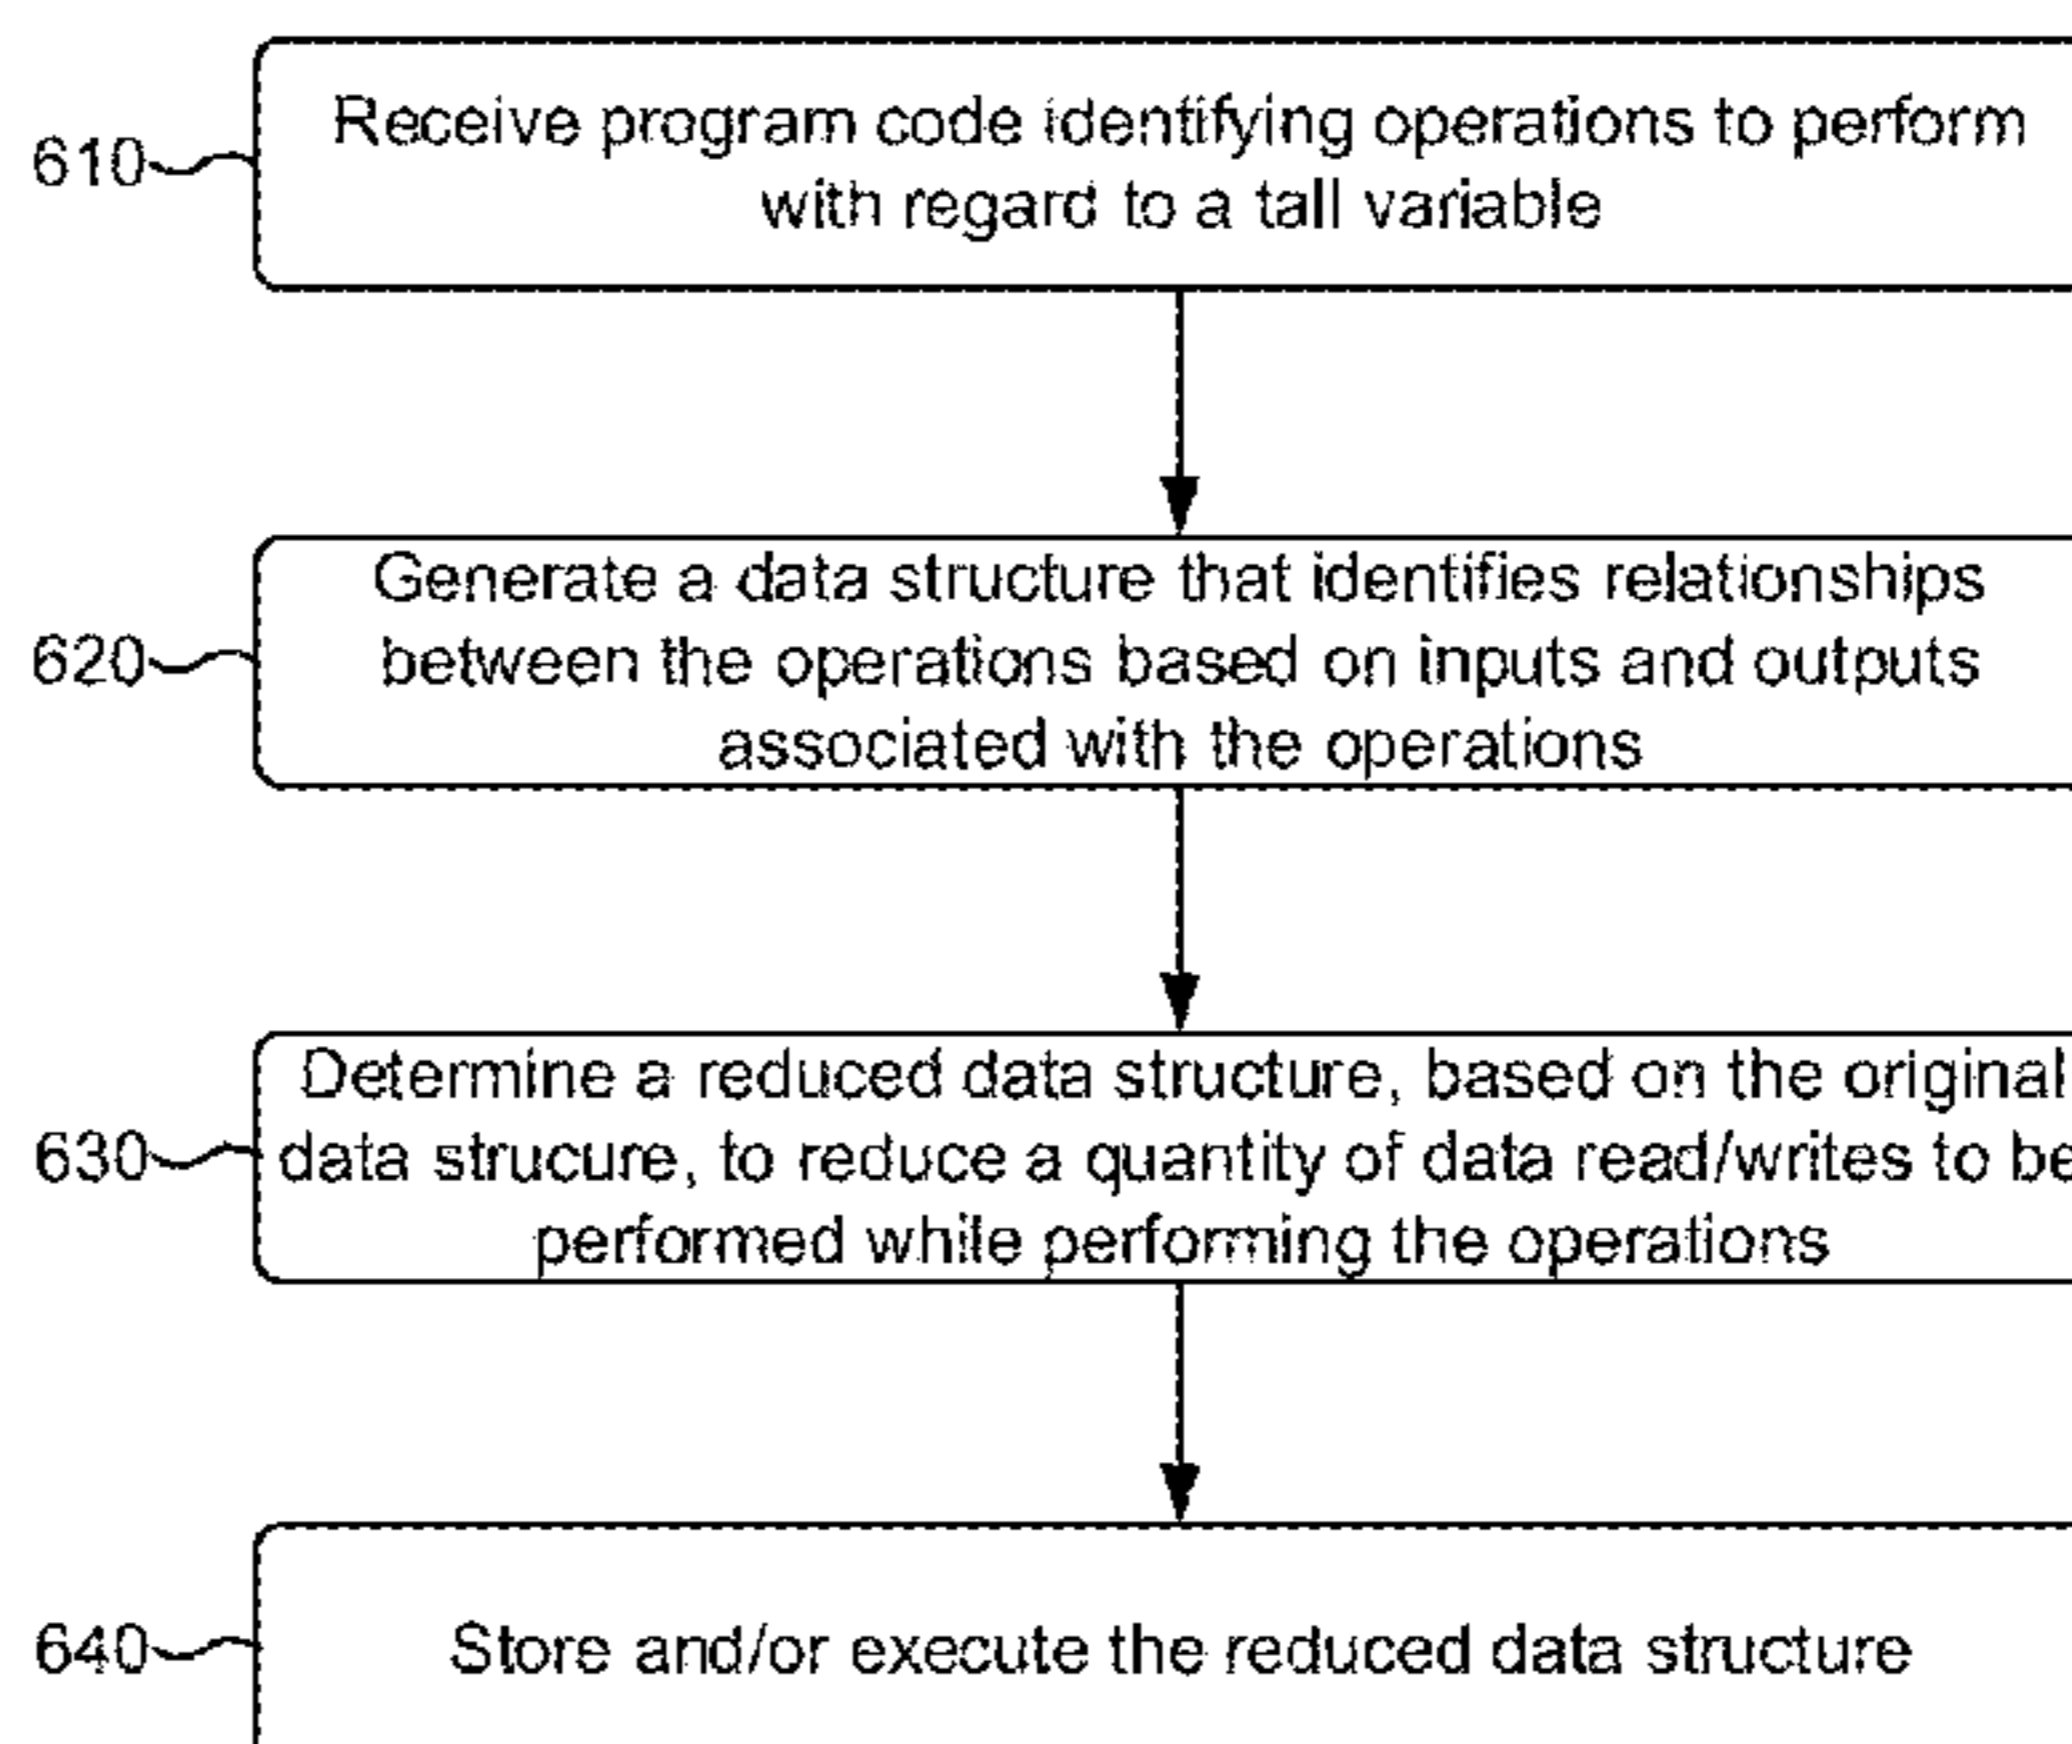 Receive program code identifying operations to perform
610
with regard to a tall variable
Generate a data structure that identifies relationships
620
between the operations based on inputs and outputs
associated with the operations
Determine a reduced data structure, based on the original
630
data strucure, to reduce a quantity of data read/writes to be
performed while performing the operations
640
Store and/or execute the reduced data structure